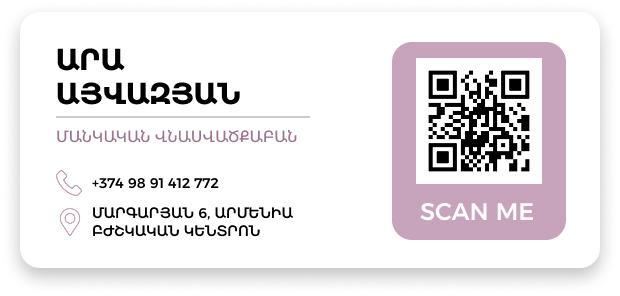 ԱՐԱ
ԱՅՎԱԶՅԱՆ
ՄԱՆԿԱԿԱՆ ՎՆԱՍՎԱԾՔԱԲԱՆ
+374 98 91 412 772
ՄԱՐԳԱՐՅԱՆ 6, ԱՐՄԵՆԻԱ
ԲԺՇԿԱԿԱՆ ԿԵՆՏՐՈՆ
SCAN ME